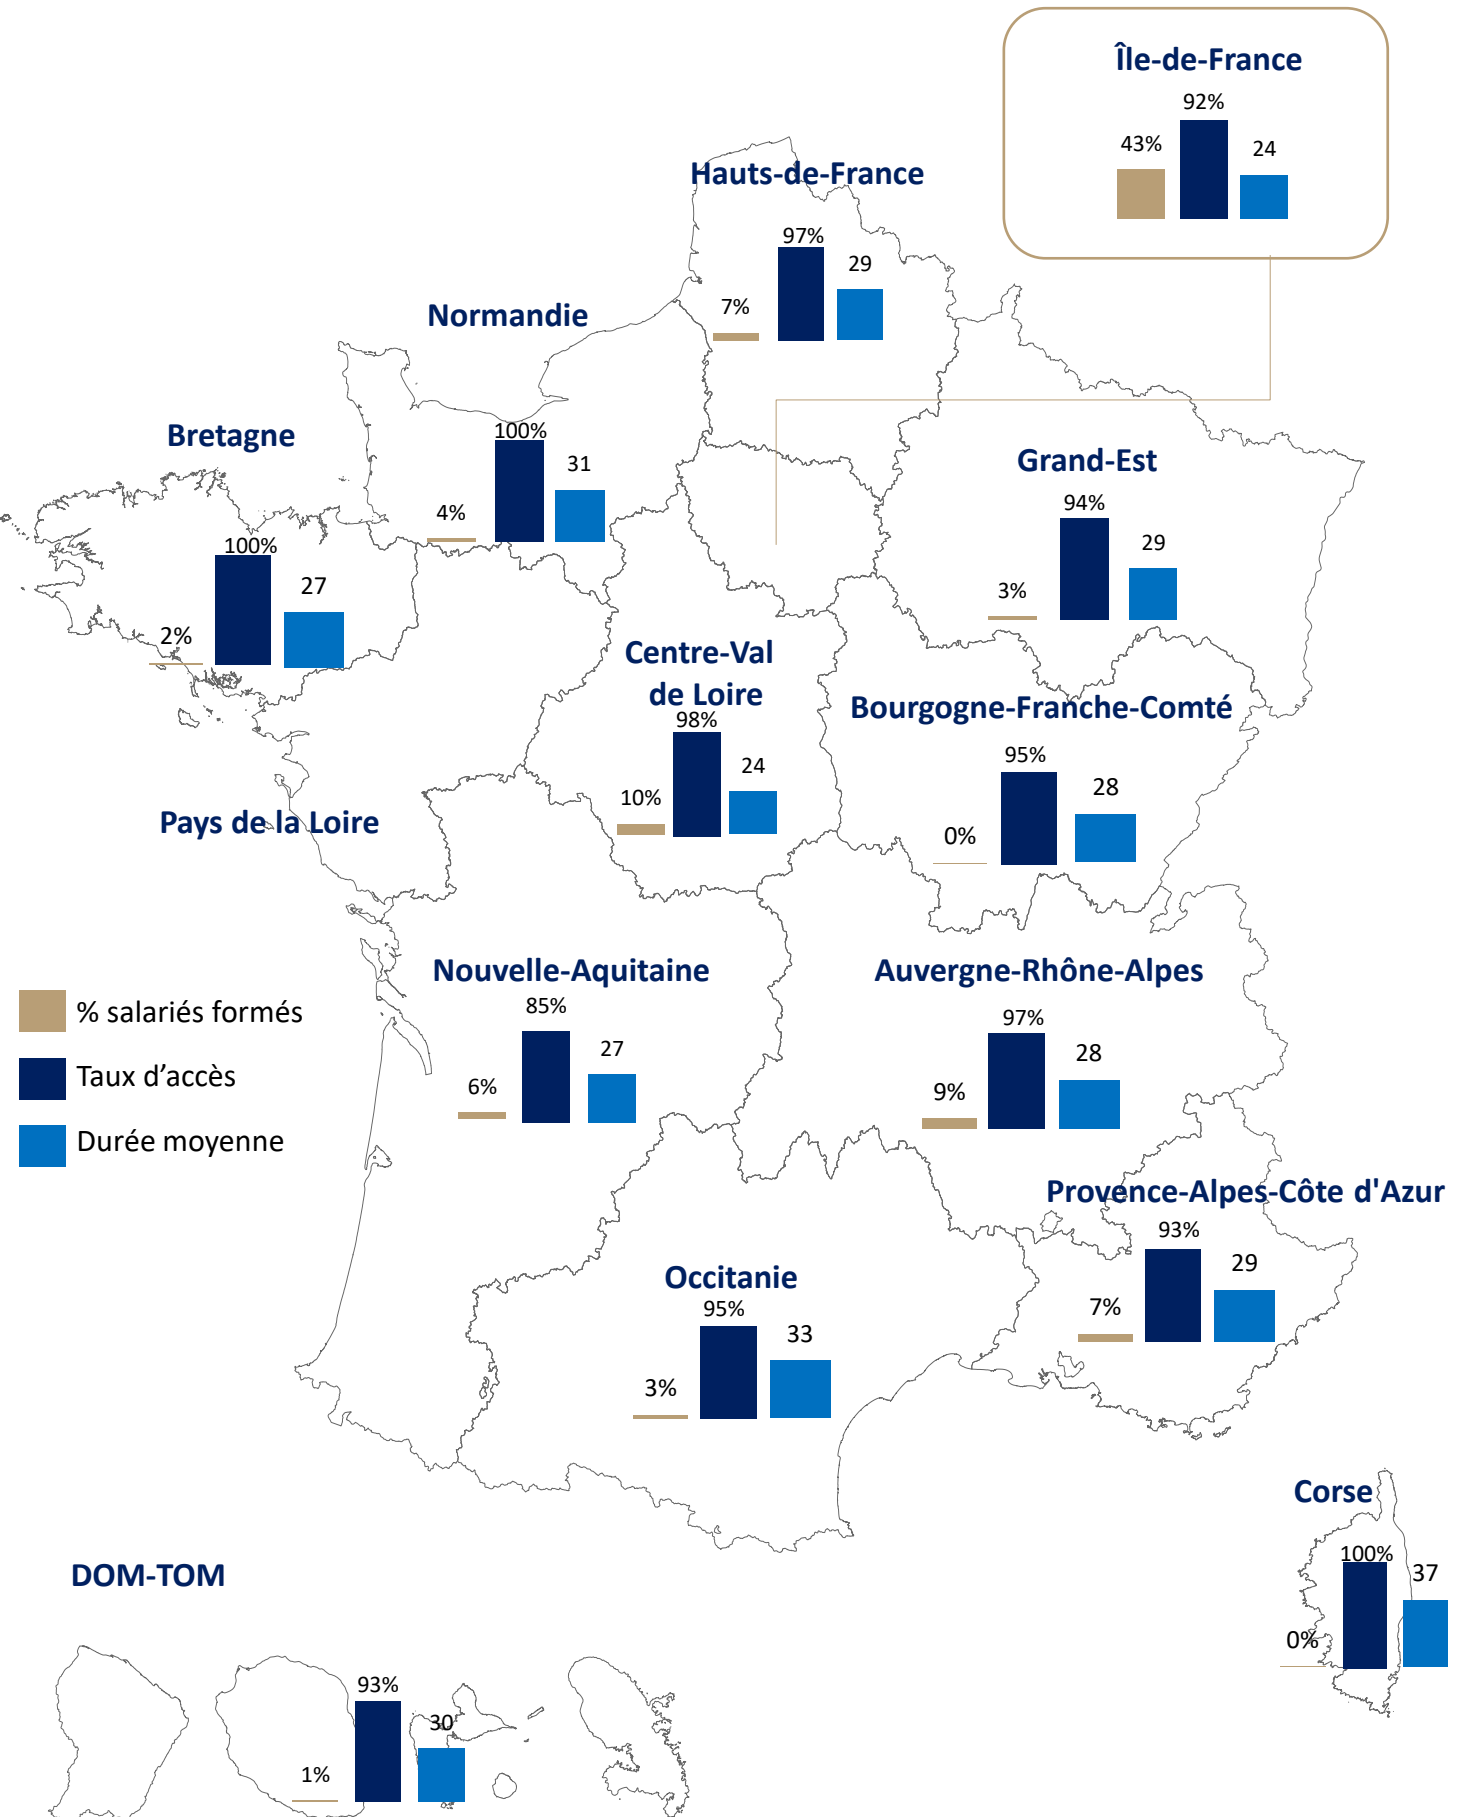 Île-de-France
92%
43%
24
Hauts-de-France
97%
29
7%
Normandie
100%
31
4%
Bretagne
100%
27
2%
Grand-Est
94%
29
3%
Centre-Val
de Loire
98%
24
10%
Bourgogne-Franche-Comté
95%
28
0%
Pays de la Loire
Nouvelle-Aquitaine
85%
27
6%
Auvergne-Rhône-Alpes
97%
28
9%
% salariés formés
Taux d’accès
Durée moyenne
Provence-Alpes-Côte d'Azur
93%
29
7%
Occitanie
95%
33
3%
Corse
100%
37
0%
DOM-TOM
93%
30
1%